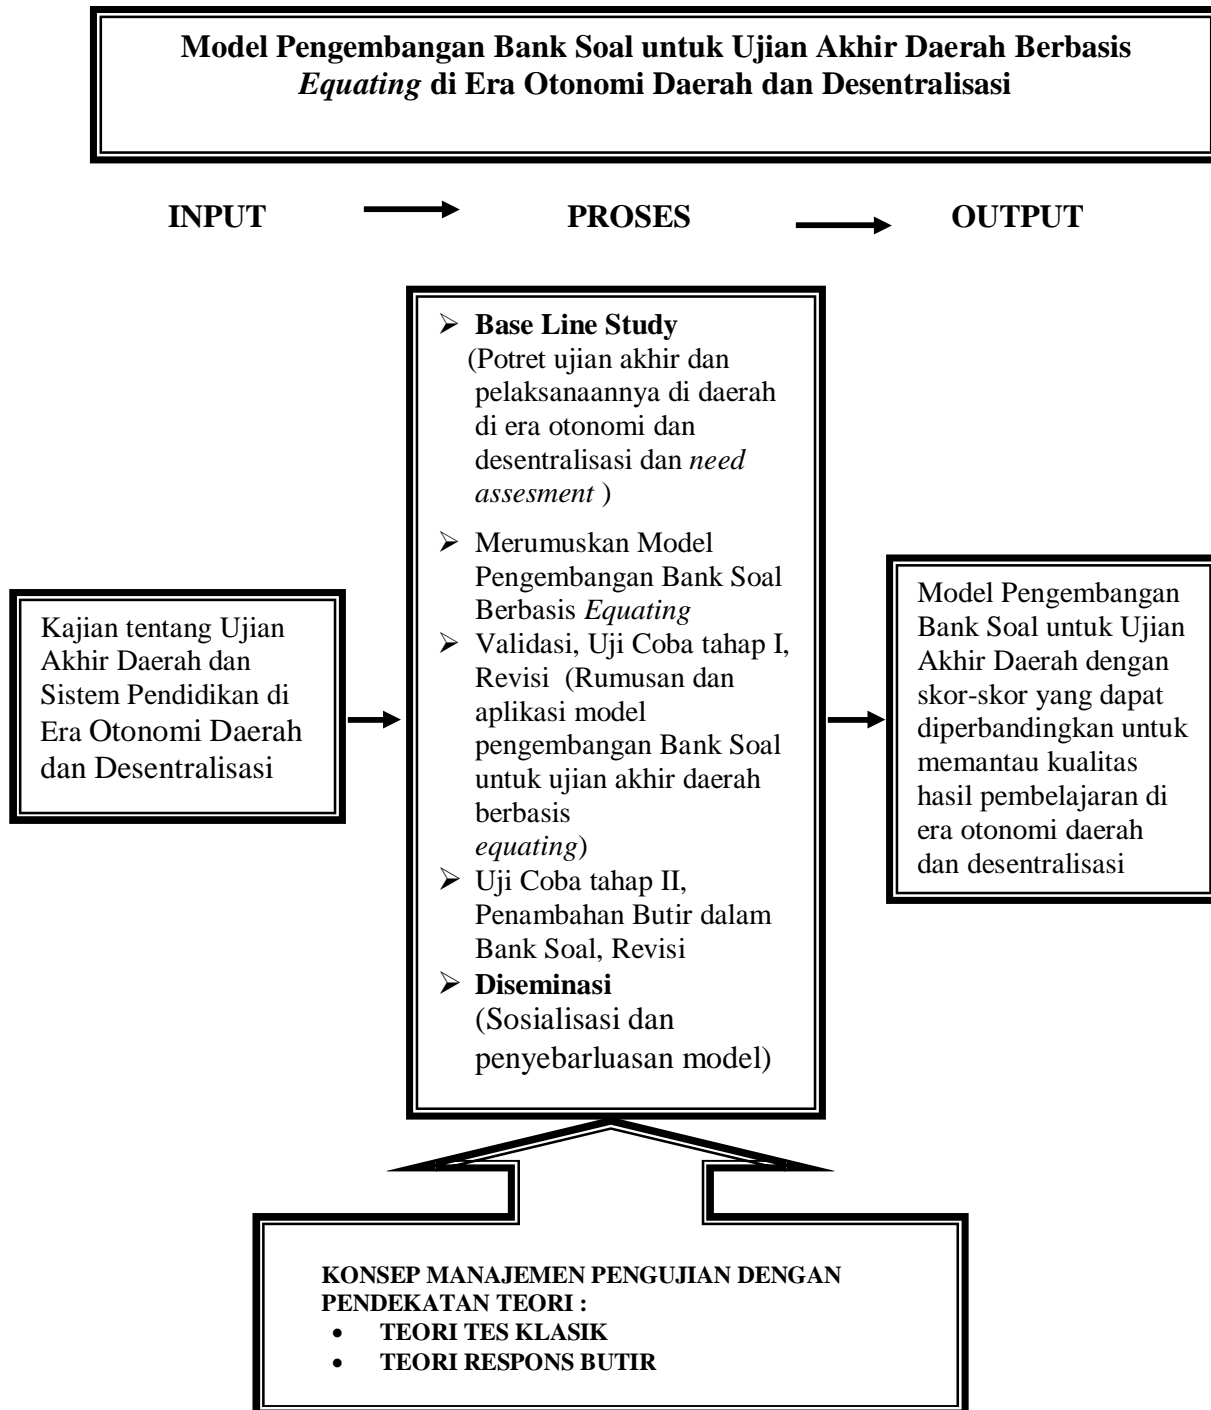 Model Pengembangan Bank Soal untuk Ujian Akhir Daerah Berbasis
Equating di Era Otonomi Daerah dan Desentralisasi
INPUT
PROSES
OUTPUT
Kajian tentang Ujian
Akhir Daerah dan
Sistem Pendidikan di
Era Otonomi Daerah
dan Desentralisasi
➢ Base Line Study
(Potret ujian akhir dan
pelaksanaannya di daerah
di era otonomi dan
desentralisasi dan need
assesment )
➢ Merumuskan Model
Pengembangan Bank Soal
Berbasis Equating
➢ Validasi, Uji Coba tahap I,
Revisi (Rumusan dan
aplikasi model
pengembangan Bank Soal
untuk ujian akhir daerah
berbasis
equating)
➢ Uji Coba tahap II,
Penambahan Butir dalam
Bank Soal, Revisi
➢ Diseminasi
(Sosialisasi dan
penyebarluasan model)
Model Pengembangan
Bank Soal untuk Ujian
Akhir Daerah dengan
skor-skor yang dapat
diperbandingkan untuk
memantau kualitas
hasil pembelajaran di
era otonomi daerah
dan desentralisasi
KONSEP MANAJEMEN PENGUJIAN DENGAN
PENDEKATAN TEORI :
• TEORI TES KLASIK
• TEORI RESPONS BUTIR